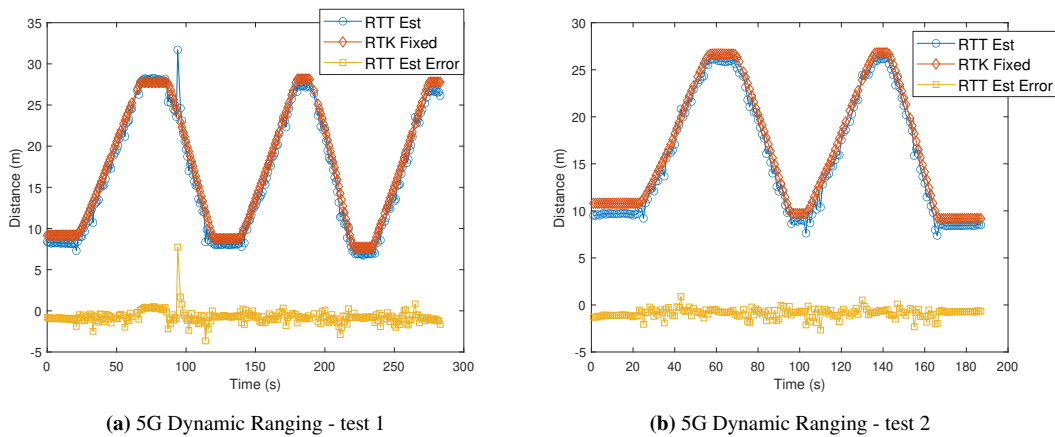 35
30
25
20
15
10
5
0
-5
Distance (m)
0 50 100 150 200 250 300
Time (s)
RTT Est
RTK Fixed
RTT Est Error
(a) 5G Dynamic Ranging - test 1
30
25
20
15
10
5
0
-5
Distance (m)
0 20 40 60 80 100 120 140 160 180 200
Time (s)
RTT Est
RTK Fixed
RTT Est Error
(b) 5G Dynamic Ranging - test 2